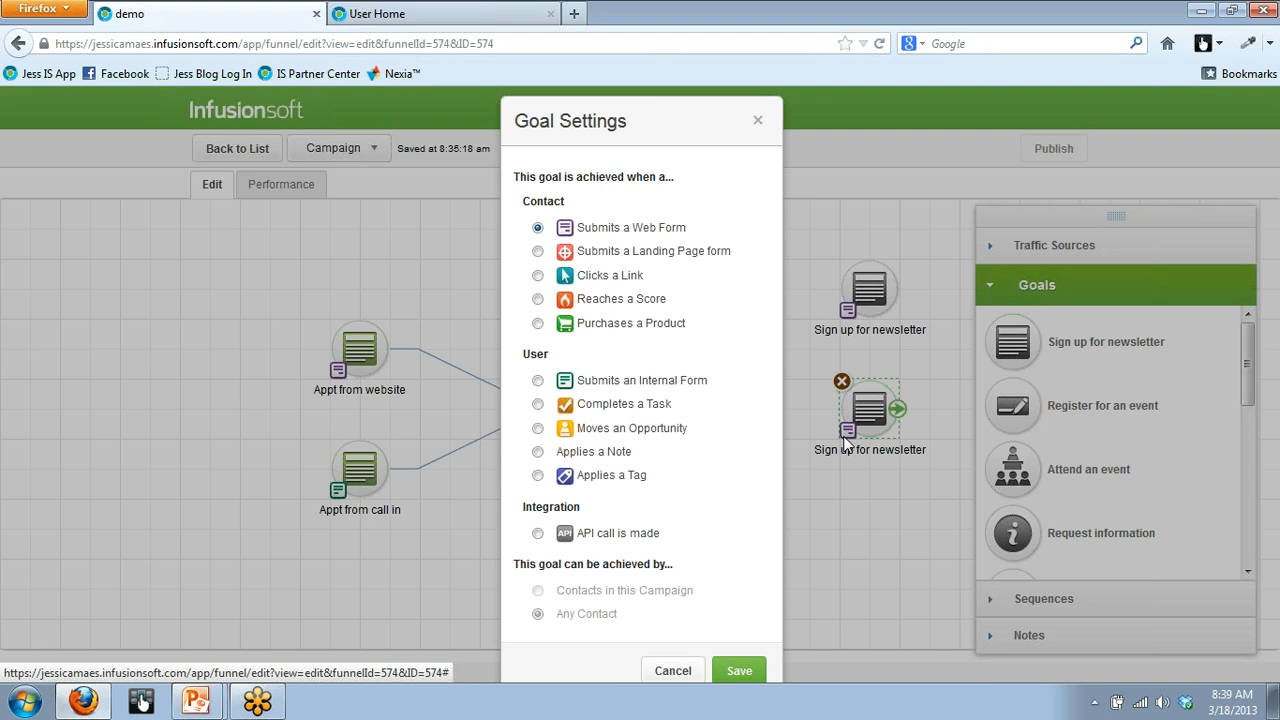 Firefox
demo
User Home
https://jessicamaes.infusionsoft.com/app/funnel/edit?view=edit&funnelId=574&ID=574
Google
Jess IS App
Facebook
Jess Blog Log In
IS Partner Center
Nexia™
Bookmarks
Infusionsoft
Back to List
Campaign
Saved at 8:35:18 am
Publish
Edit
Performance
Goal Settings
This goal is achieved when a...
Contact
Submits a Web Form
Submits a Landing Page form
Clicks a Link
Reaches a Score
Purchases a Product
User
Submits an Internal Form
Completes a Task
Moves an Opportunity
Applies a Note
Applies a Tag
Integration
API API call is made
This goal can be achieved by...
Contacts in this Campaign
Any Contact
Cancel
Save
Appt from website
Appt from call in
Sign up for newsletter
Sign up for newsletter
Traffic Sources
Goals
Sign up for newsletter
Register for an event
Attend an event
Request information
Sequences
Notes
https://jessicamaes.infusionsoft.com/app/funnel/edit?view=edit&funnelId=574&ID=574#
8:39 AM
3/18/2013